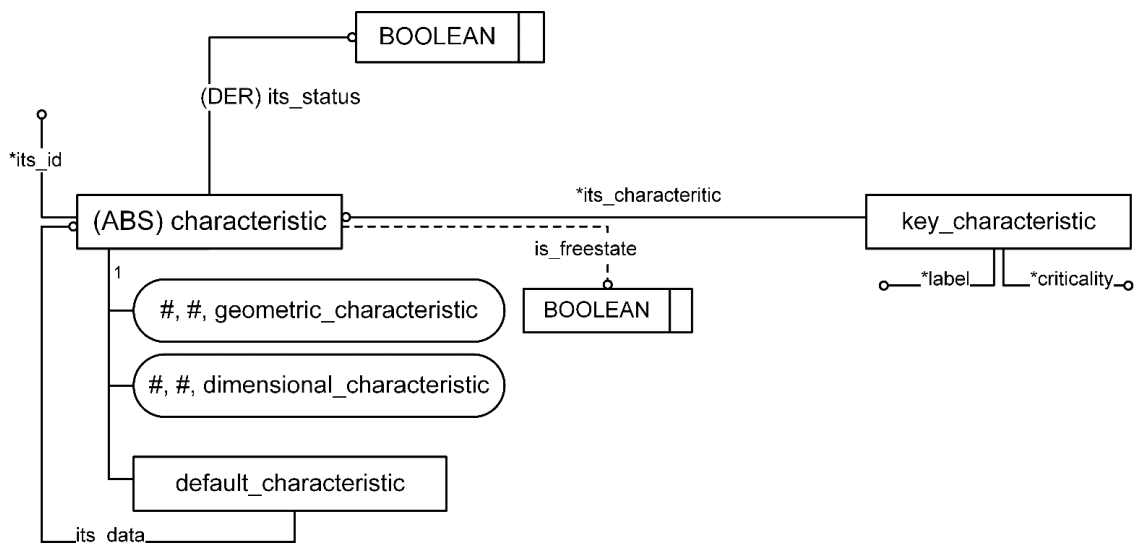 BOOLEAN
(DER) its_status
*its_id
*its_characteritic
(ABS) characteristic
key_characteristic
is_freestate
1
*label
*criticality
#, #, geometric_characteristic
BOOLEAN
#, #, dimensional_characteristic
default_characteristic
its_data